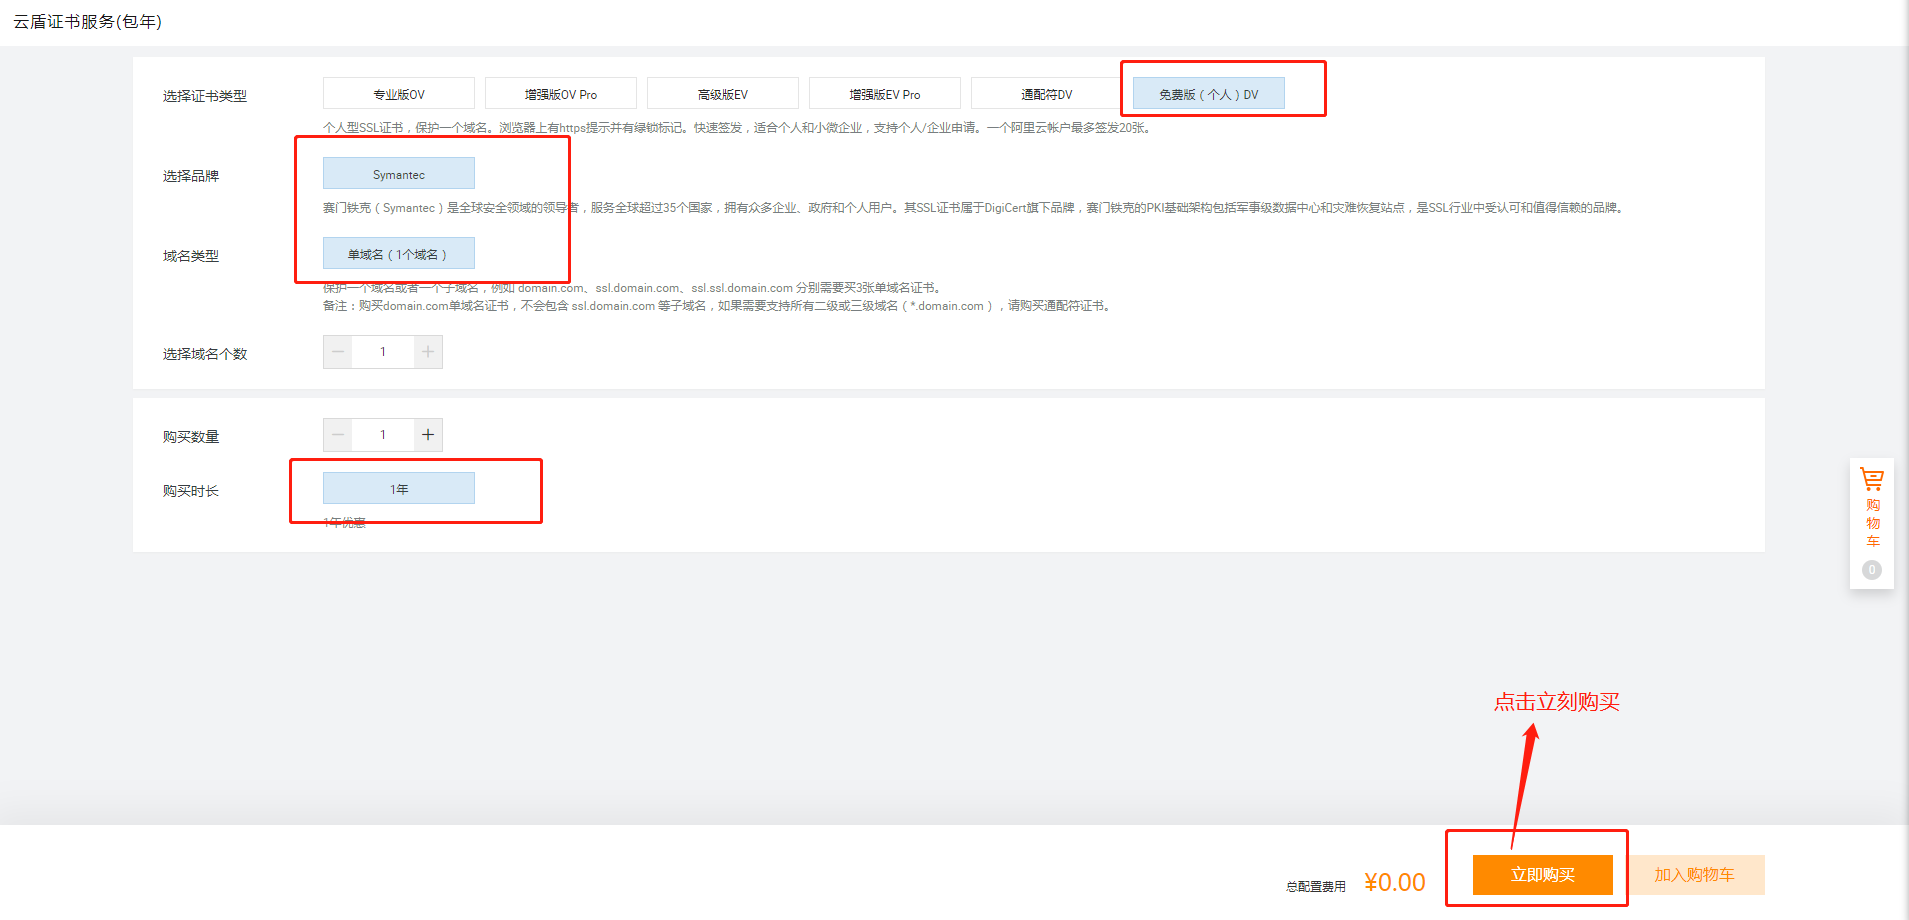 云盾证书服务(包年)
选择证书类型
专业版OV
增强版OV Pro
高级版EV
增强版EV Pro
通配符DV
免费版（个人）DV
个人型SSL证书，保护一个域名。浏览器上有https提示并有绿锁标记。快速签发，适合个人和小微企业，支持个人/企业申请。一个阿里云帐户最多签发20张。
选择品牌
Symantec
赛门铁克（Symantec）是全球安全领域的领导者，服务全球超过35个国家，拥有众多企业、政府和个人用户。其SSL证书属于DigiCert旗下品牌，赛门铁克的PKI基础架构包括军事级数据中心和灾难恢复站点，是SSL行业中受认可和值得信赖的品牌。
域名类型
单域名（1个域名）
保护一个域名或者一个子域名，例如 domain.com、ssl.domain.com、ssl.ssl.domain.com 分别需要买3张单域名证书。
备注：购买domain.com单域名证书，不会包含 ssl.domain.com 等子域名，如果需要支持所有二级或三级域名（*.domain.com），请购买通配符证书。
选择域名个数
1
购买数量
1
购买时长
1年
1年优惠
购物车
0
点击立刻购买
总配置费用
¥0.00
立即购买
加入购物车